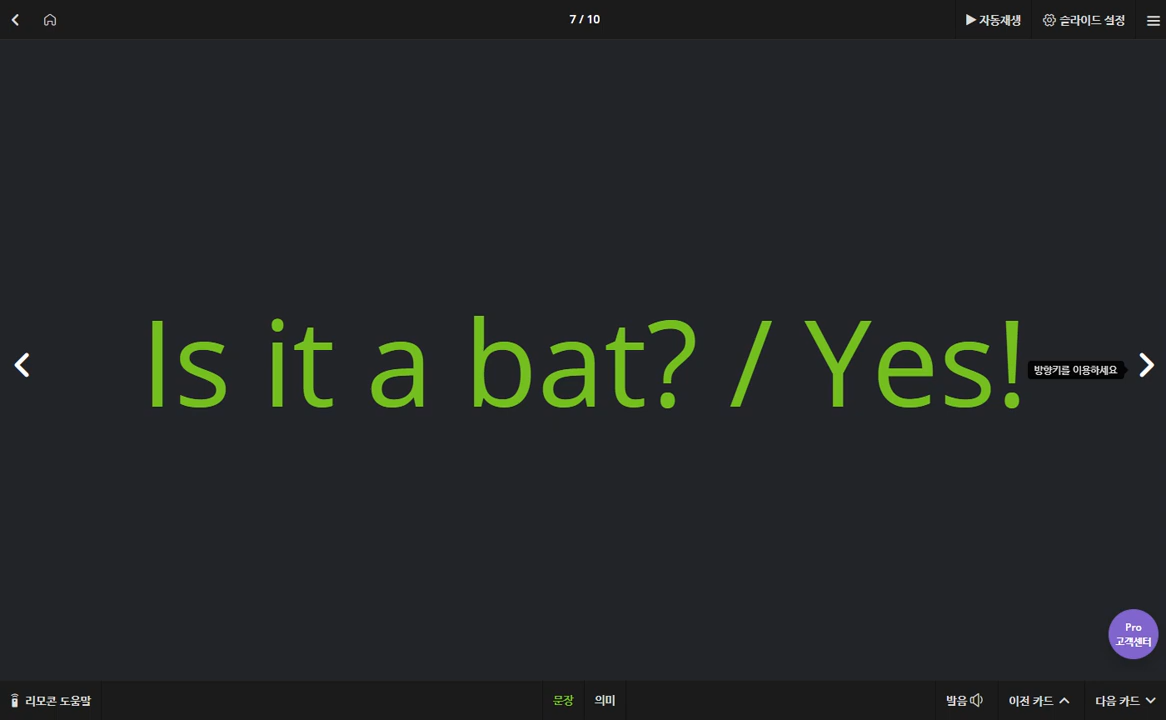 7 / 10
자동재생
슬라이드 설정
Is it a bat? / Yes!
방향키를 이용하세요
Pro
고객센터
리모콘 도움말
문장
의미
발음
이전 카드
다음 카드